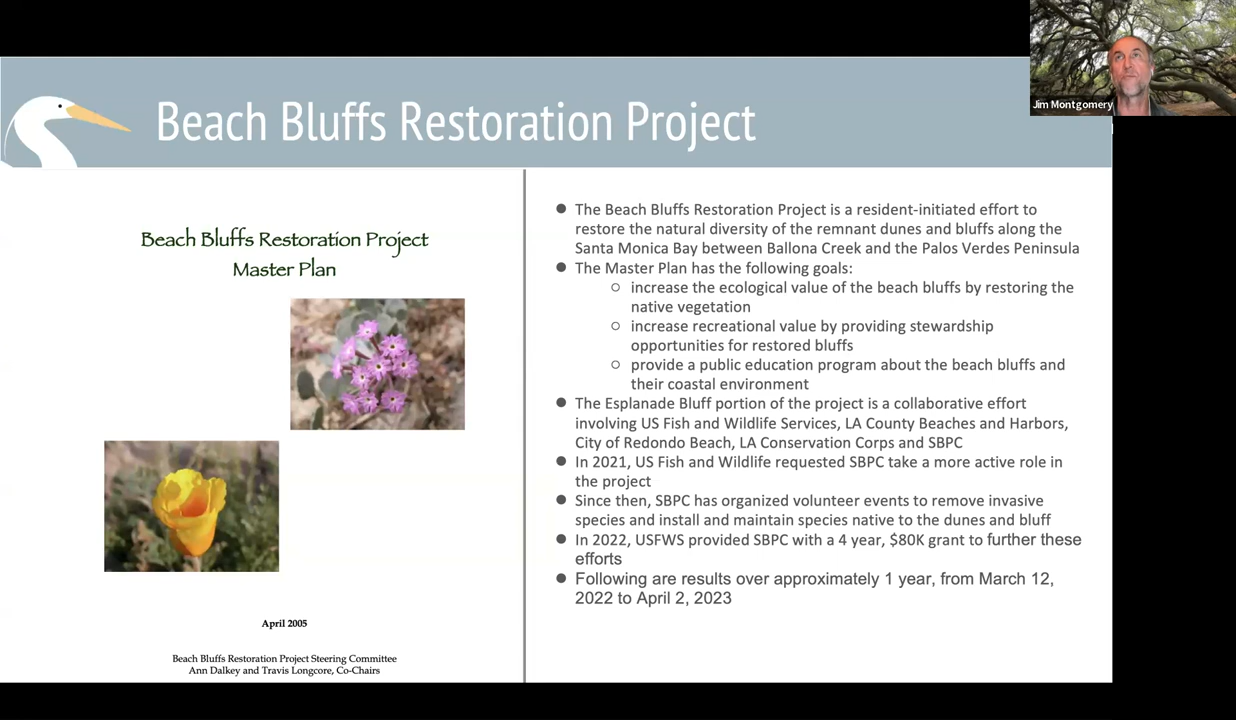 Jim Montgomery
Beach Bluffs Restoration Project
Beach Bluffs Restoration Project
Master Plan
April 2005
Beach Bluffs Restoration Project Steering Committee
Ann Dalkey and Travis Longcore, Co-Chairs
● The Beach Bluffs Restoration Project is a resident-initiated effort to
restore the natural diversity of the remnant dunes and bluffs along the
Santa Monica Bay between Ballona Creek and the Palos Verdes Peninsula
● The Master Plan has the following goals:
○ increase the ecological value of the beach bluffs by restoring the
native vegetation
○ increase recreational value by providing stewardship
opportunities for restored bluffs
○ provide a public education program about the beach bluffs and
their coastal environment
● The Esplanade Bluff portion of the project is a collaborative effort
involving US Fish and Wildlife Services, LA County Beaches and Harbors,
City of Redondo Beach, LA Conservation Corps and SBPC
● In 2021, US Fish and Wildlife requested SBPC take a more active role in
the project
● Since then, SBPC has organized volunteer events to remove invasive
species and install and maintain species native to the dunes and bluff
● In 2022, USFWS provided SBPC with a 4 year, $80K grant to further these
efforts
● Following are results over approximately 1 year, from March 12,
2022 to April 2, 2023